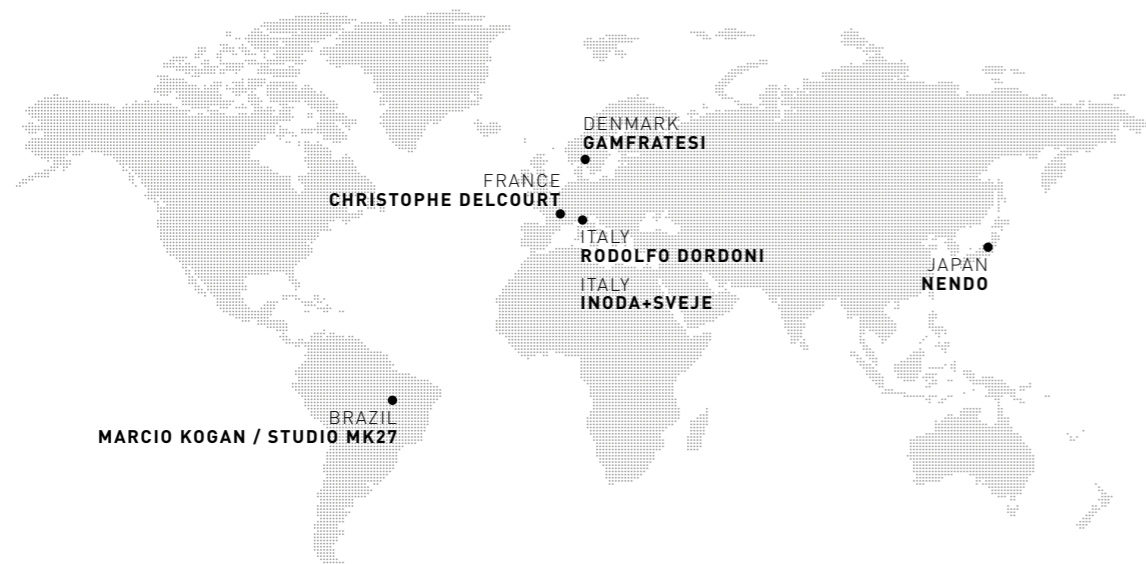 DENMARK
GAMFRATESI
FRANCE
CHRISTOPHE DELCOURT
ITALY
RODOLFO DORDONI
ITALY
INODA+SVEJE
JAPAN
NENDO
BRAZIL
MARCIO KOGAN / STUDIO MK27